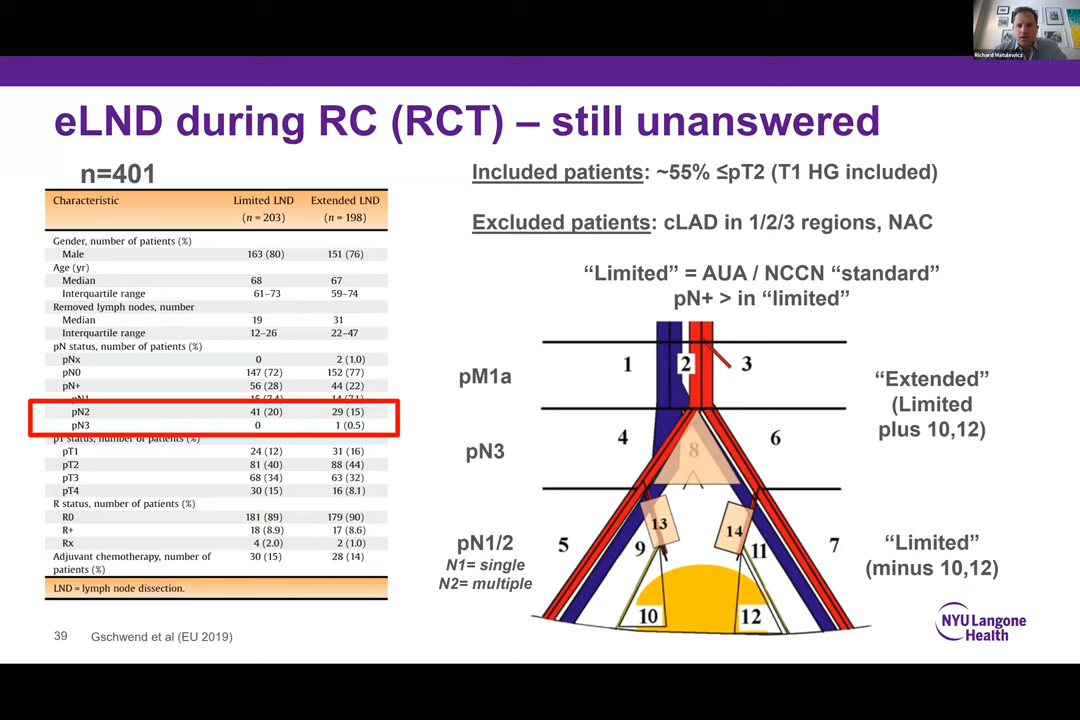 Richard Matulewicz
eLND during RC (RCT) – still unanswered
n=401
Characteristic Limited LND Extended LND
(n = 203) (n = 198)
Gender, number of patients (%)
Male 163 (80) 151 (76)
Age (yr)
Median 68 67
Interquartile range 61–73 59–74
Removed lymph nodes, number
Median 19 31
Interquartile range 12–26 22–47
pN status, number of patients (%)
pNx 0 2 (1.0)
pN0 147 (72) 152 (77)
pN+ 56 (28) 44 (22)
pN1 15 (7.4) 14 (7.1)
pN2 41 (20) 29 (15)
pN3 0 1 (0.5)
pT status, number of patients (%)
pT1 24 (12) 31 (16)
pT2 81 (40) 88 (44)
pT3 68 (34) 63 (32)
pT4 30 (15) 16 (8.1)
R status, number of patients (%)
R0 181 (89) 179 (90)
R+ 18 (8.9) 17 (8.6)
Rx 4 (2.0) 2 (1.0)
Adjuvant chemotherapy, number of 30 (15) 28 (14)
patients (%)
LND = lymph node dissection.
39 Gschwend et al (EU 2019)
Included patients: ~55% ≤pT2 (T1 HG included)
Excluded patients: cLAD in 1/2/3 regions, NAC
“Limited” = AUA / NCCN “standard”
pN+ > in “limited”
pM1a
1 2 3
“Extended”
(Limited
plus 10,12)
pN3
4 8 6
pN1/2
N1= single
N2= multiple
13 14
5 9 11 7
10 12
“Limited”
(minus 10,12)
NYU Langone
Health